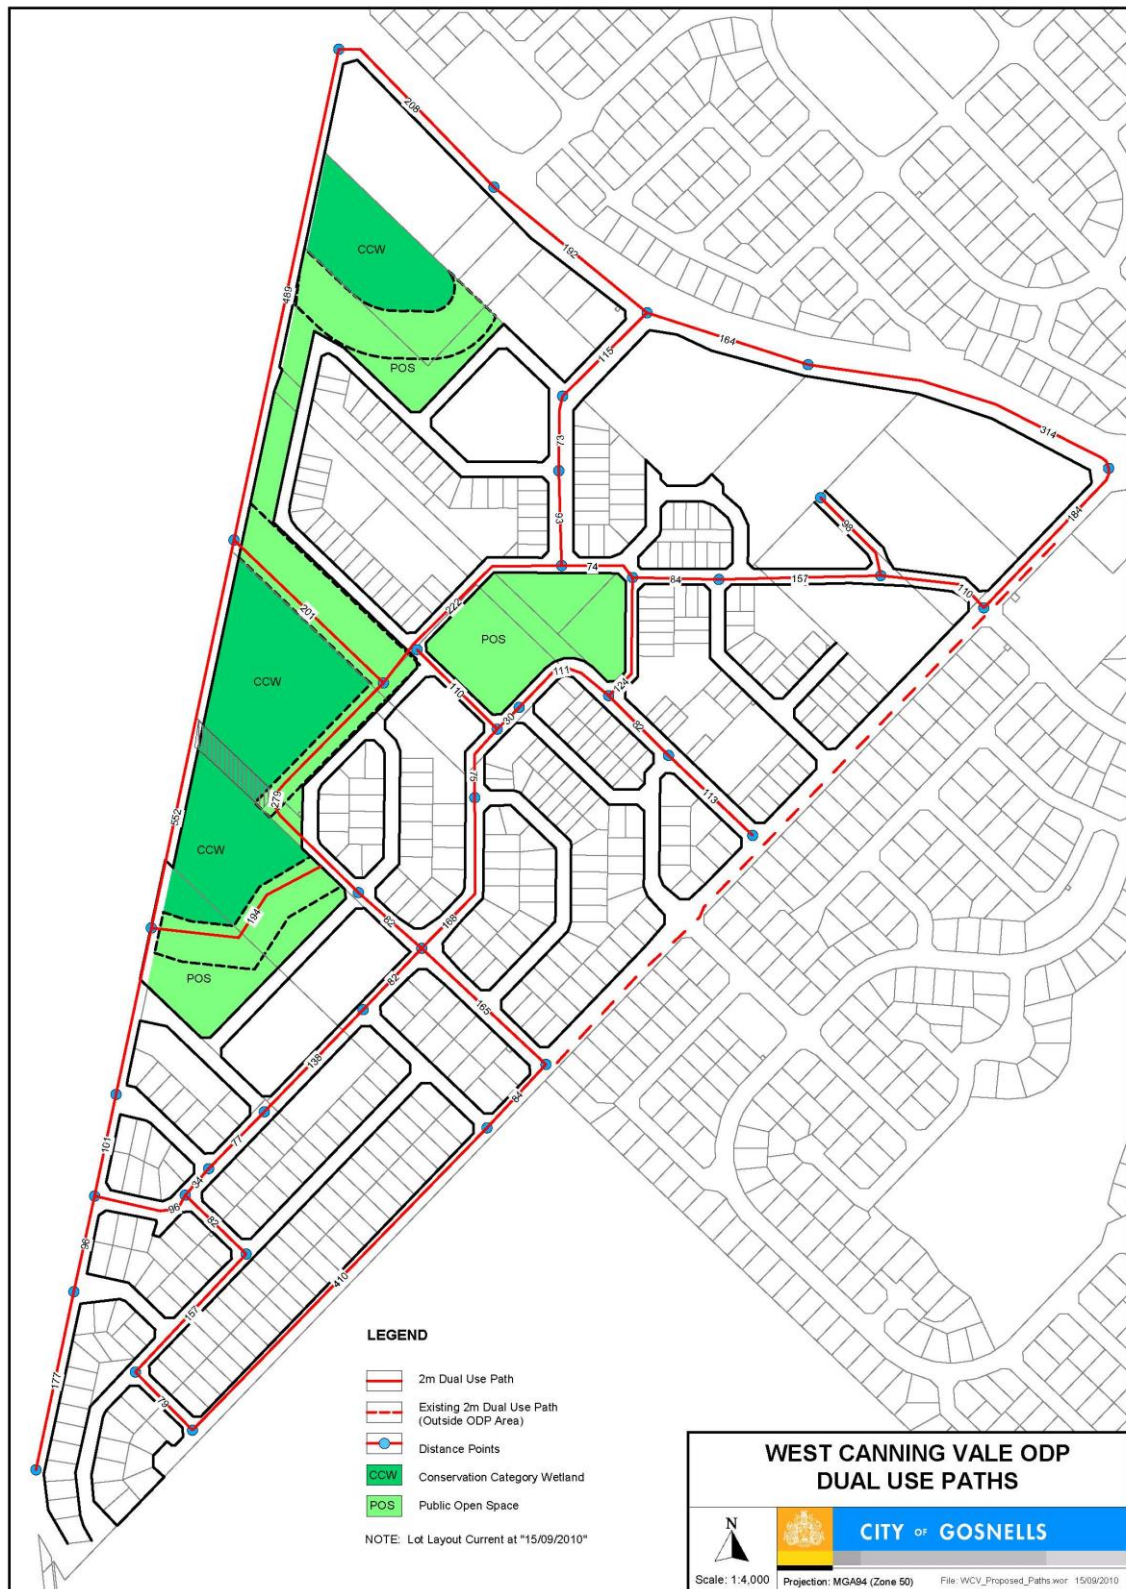 208
192
CCW
489
164
115
POS
73
314
93
184
98
74
84
157
110
222
201
POS
111
124
CCW
110
30
82
75
113
279
552
CCW
194
82
168
POS
82
165
138
84
77
101
34
96
82
96
410
157
177
79
LEGEND
2m Dual Use Path
Existing 2m Dual Use Path
(Outside ODP Area)
Distance Points
CCW Conservation Category Wetland
POS Public Open Space
NOTE: Lot Layout Current at "15/09/2010"
WEST CANNING VALE ODP
DUAL USE PATHS
N
CITY OF GOSNELLS
Scale: 1:4,000
Projection: MGA94 (Zone 50)
File: WCV_Proposed_Paths.wor 15/09/2010